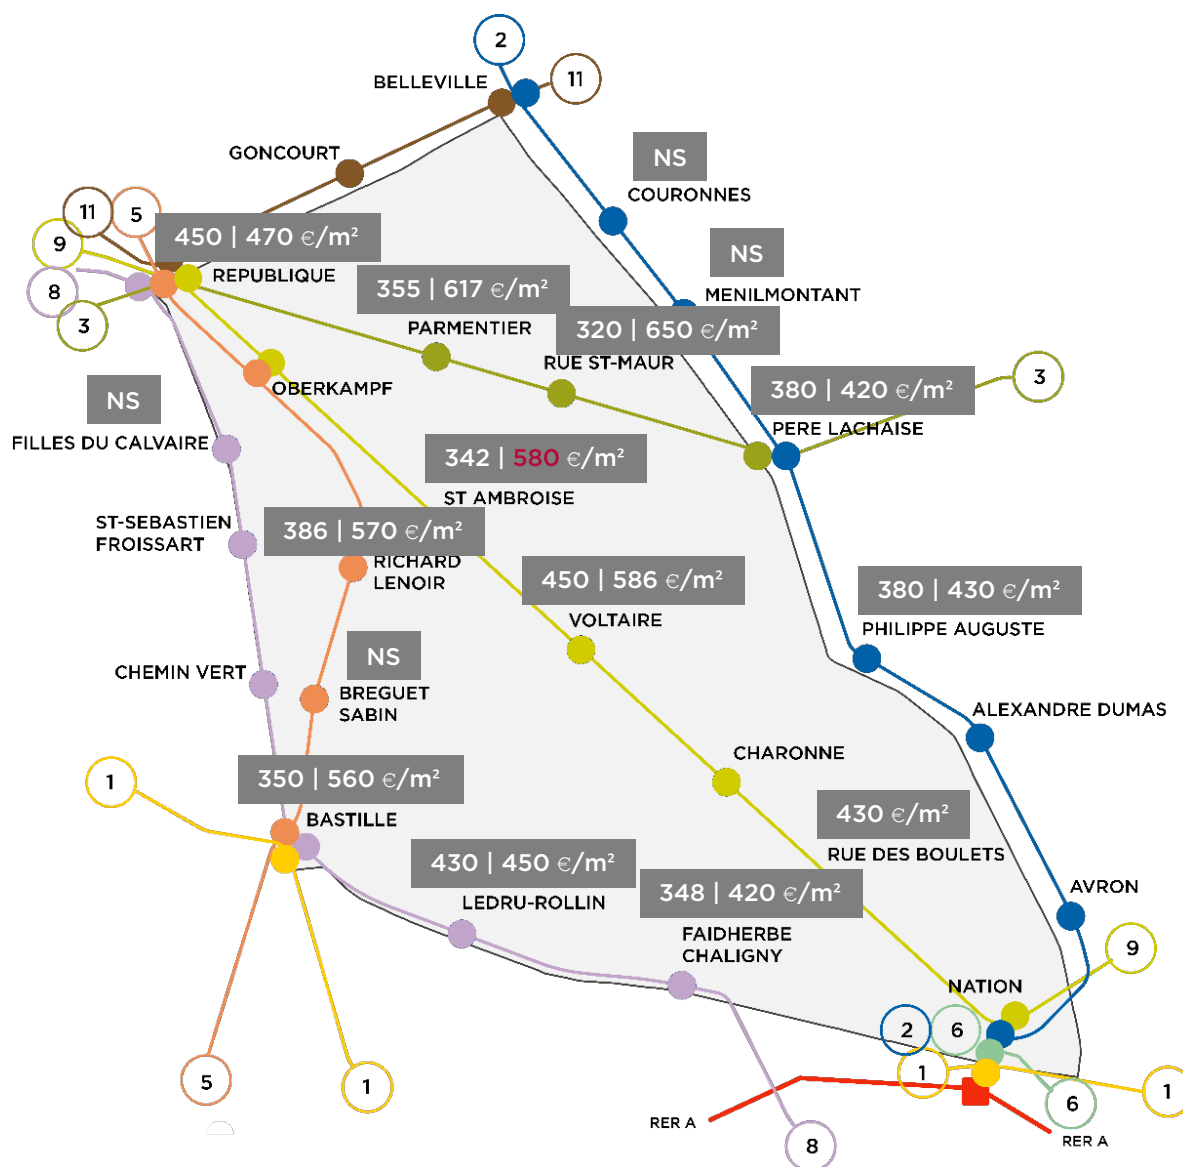 2
11
BELLEVILLE
GONCOURT
NS
COURONNES
11
5
9
450 | 470 €/m²
REPUBLIQUE
NS
MENILMONTANT
8
3
355 | 617 €/m²
PARMENTIER
320 | 650 €/m²
RUE ST-MAUR
OBERKAMPF
380 | 420 €/m²
PERE LACHAISE
3
NS
FILLES DU CALVAIRE
342 | 580 €/m²
ST AMBROISE
ST-SEBASTIEN
FROISSART
386 | 570 €/m²
RICHARD
LENOIR
450 | 586 €/m²
VOLTAIRE
380 | 430 €/m²
PHILIPPE AUGUSTE
CHEMIN VERT
NS
BREGUET
SABIN
ALEXANDRE DUMAS
CHARONNE
1
350 | 560 €/m²
BASTILLE
430 €/m²
RUE DES BOULETS
430 | 450 €/m²
LEDRU-ROLLIN
348 | 420 €/m²
FAIDHERBE
CHALIGNY
AVRON
9
NATION
2
6
1
5
1
1
6
RER A
RER A
8